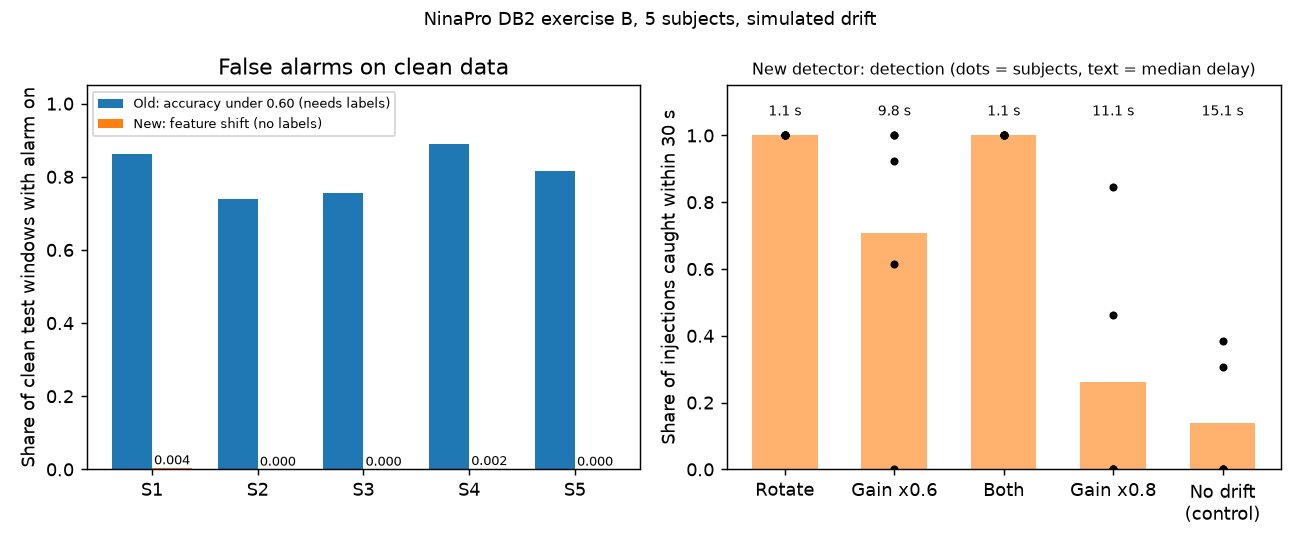 NinaPro DB2 exercise B, 5 subjects, simulated drift
False alarms on clean data
Share of clean test windows with alarm on
1.0
0.8
0.6
0.4
0.2
0.0
Old: accuracy under 0.60 (needs labels)
New: feature shift (no labels)
0.004
0.000
0.000
0.002
0.000
S1
S2
S3
S4
S5
New detector: detection (dots = subjects, text = median delay)
Share of injections caught within 30 s
1.0
0.8
0.6
0.4
0.2
0.0
1.1 s
9.8 s
1.1 s
11.1 s
15.1 s
Rotate
Gain x0.6
Both
Gain x0.8
No drift
(control)